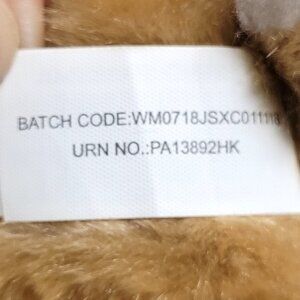 BATCH CODE:WM0718JSXC011118
URN NO.:PA13892HK